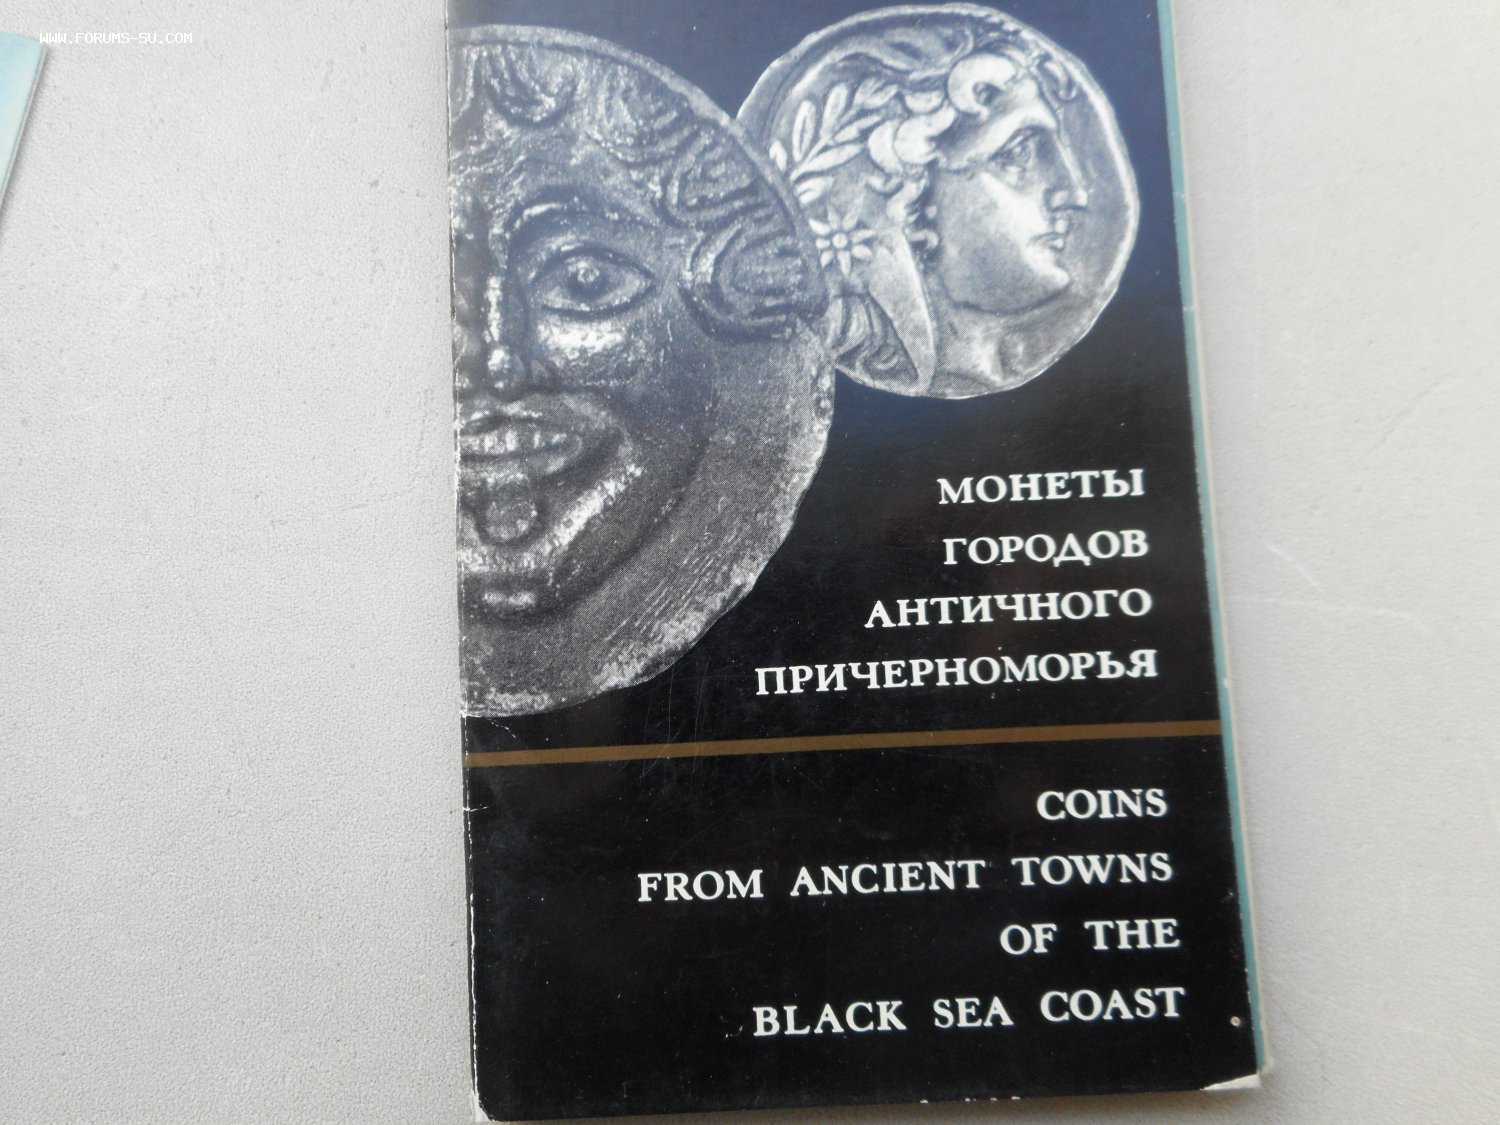 WWW.FORUMS-SU.COM
МОНЕТЫ
ГОРОДОВ
АНТИЧНОГО
ПРИЧЕРНОМОРЬЯ
COINS
FROM ANCIENT TOWNS
OF THE
BLACK SEA COAST